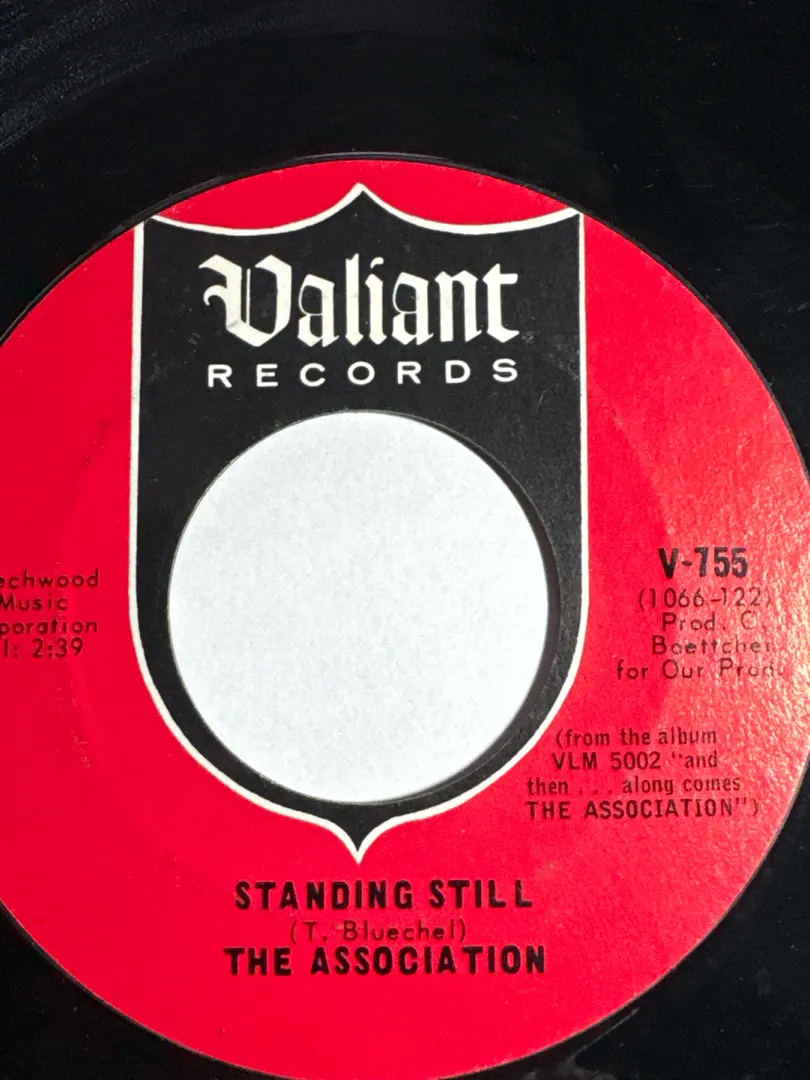 Valiant
RECORDS
echwood
Music
poration
l: 2:39
V-755
(1066-122)
Prod. C.
Boettcher
for Our Prod.
(from the album
VLM 5002 "and
then . . . along comes
THE ASSOCIATION")
STANDING STILL
(T. Bluechel)
THE ASSOCIATION